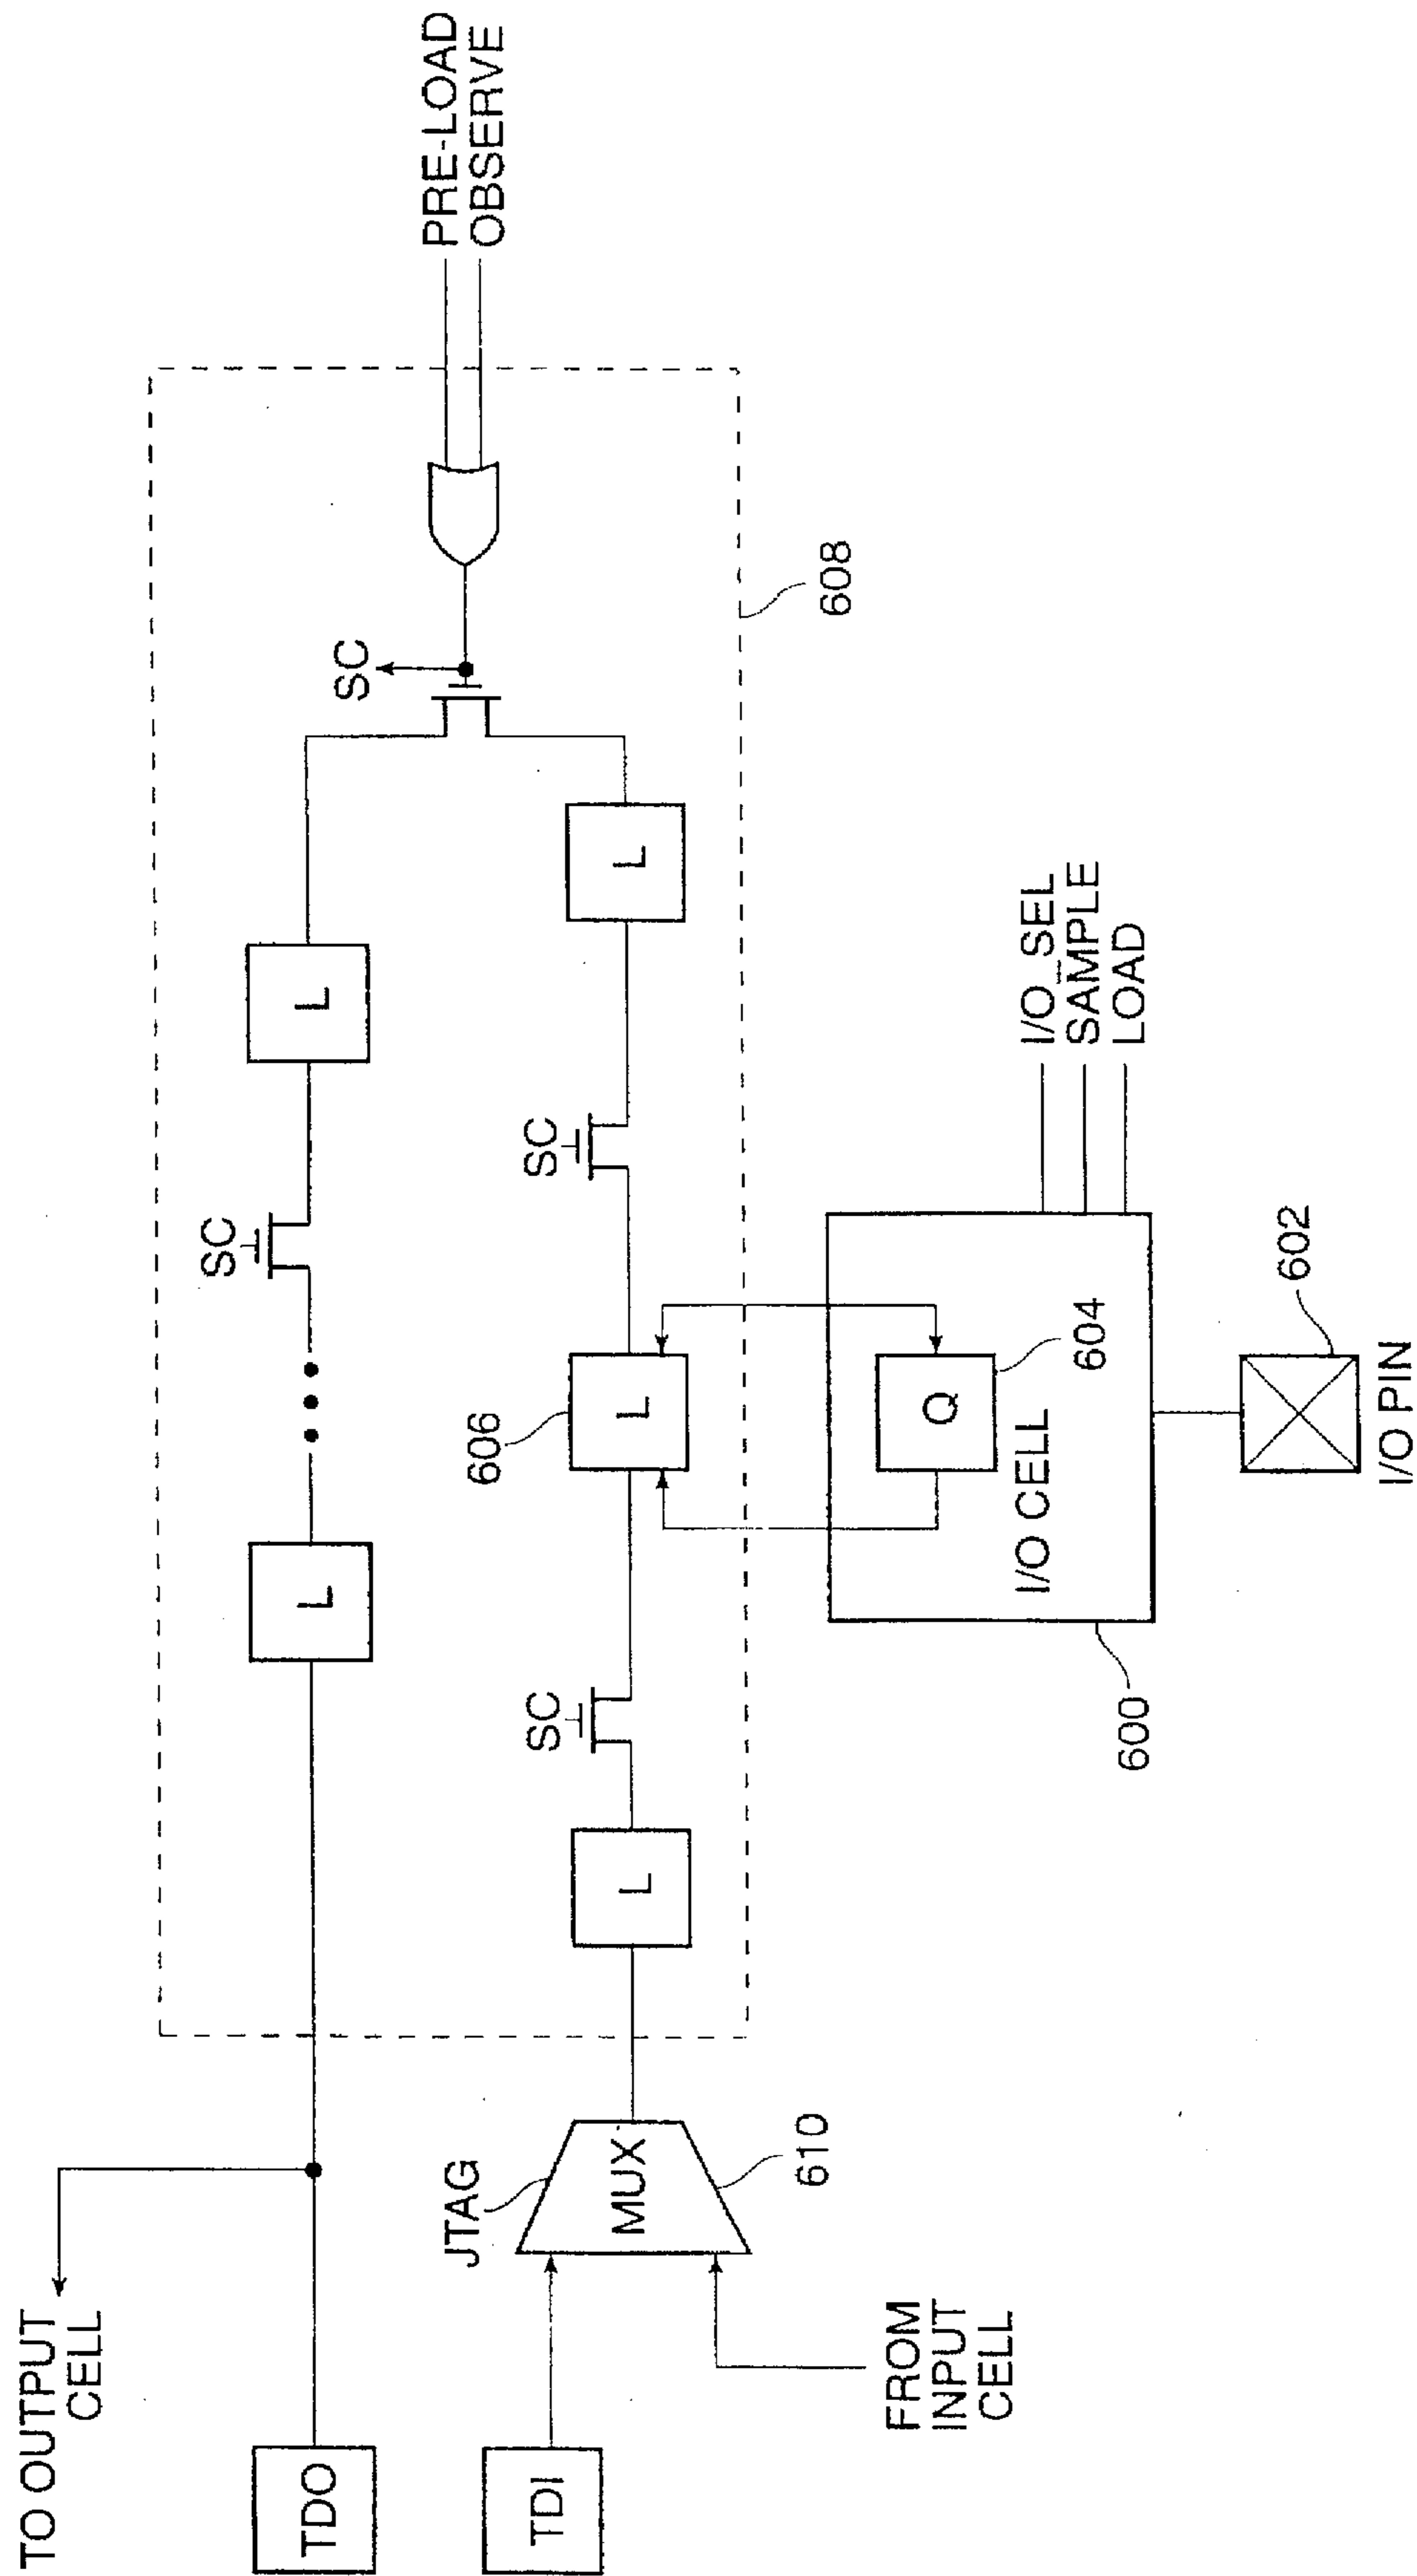 TO OUTPUT
CELL
TDO
L
SC
L
SC
PRE-LOAD
OBSERVE
TDI
JTAG
MUX
610
L
SC
606
L
SC
L
608
FROM
INPUT
CELL
Q
604
I/O CELL
600
I/O_SEL
SAMPLE
LOAD
602
I/O PIN